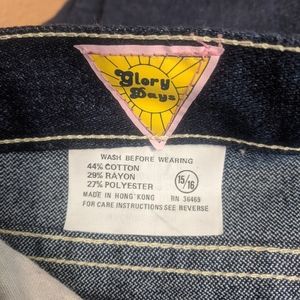 Glory
Days
WASH BEFORE WEARING
44% COTTON
29% RAYON
27% POLYESTER
15/16
MADE IN HONG KONG RN 36469
FOR CARE INSTRUCTIONS SEE REVERSE